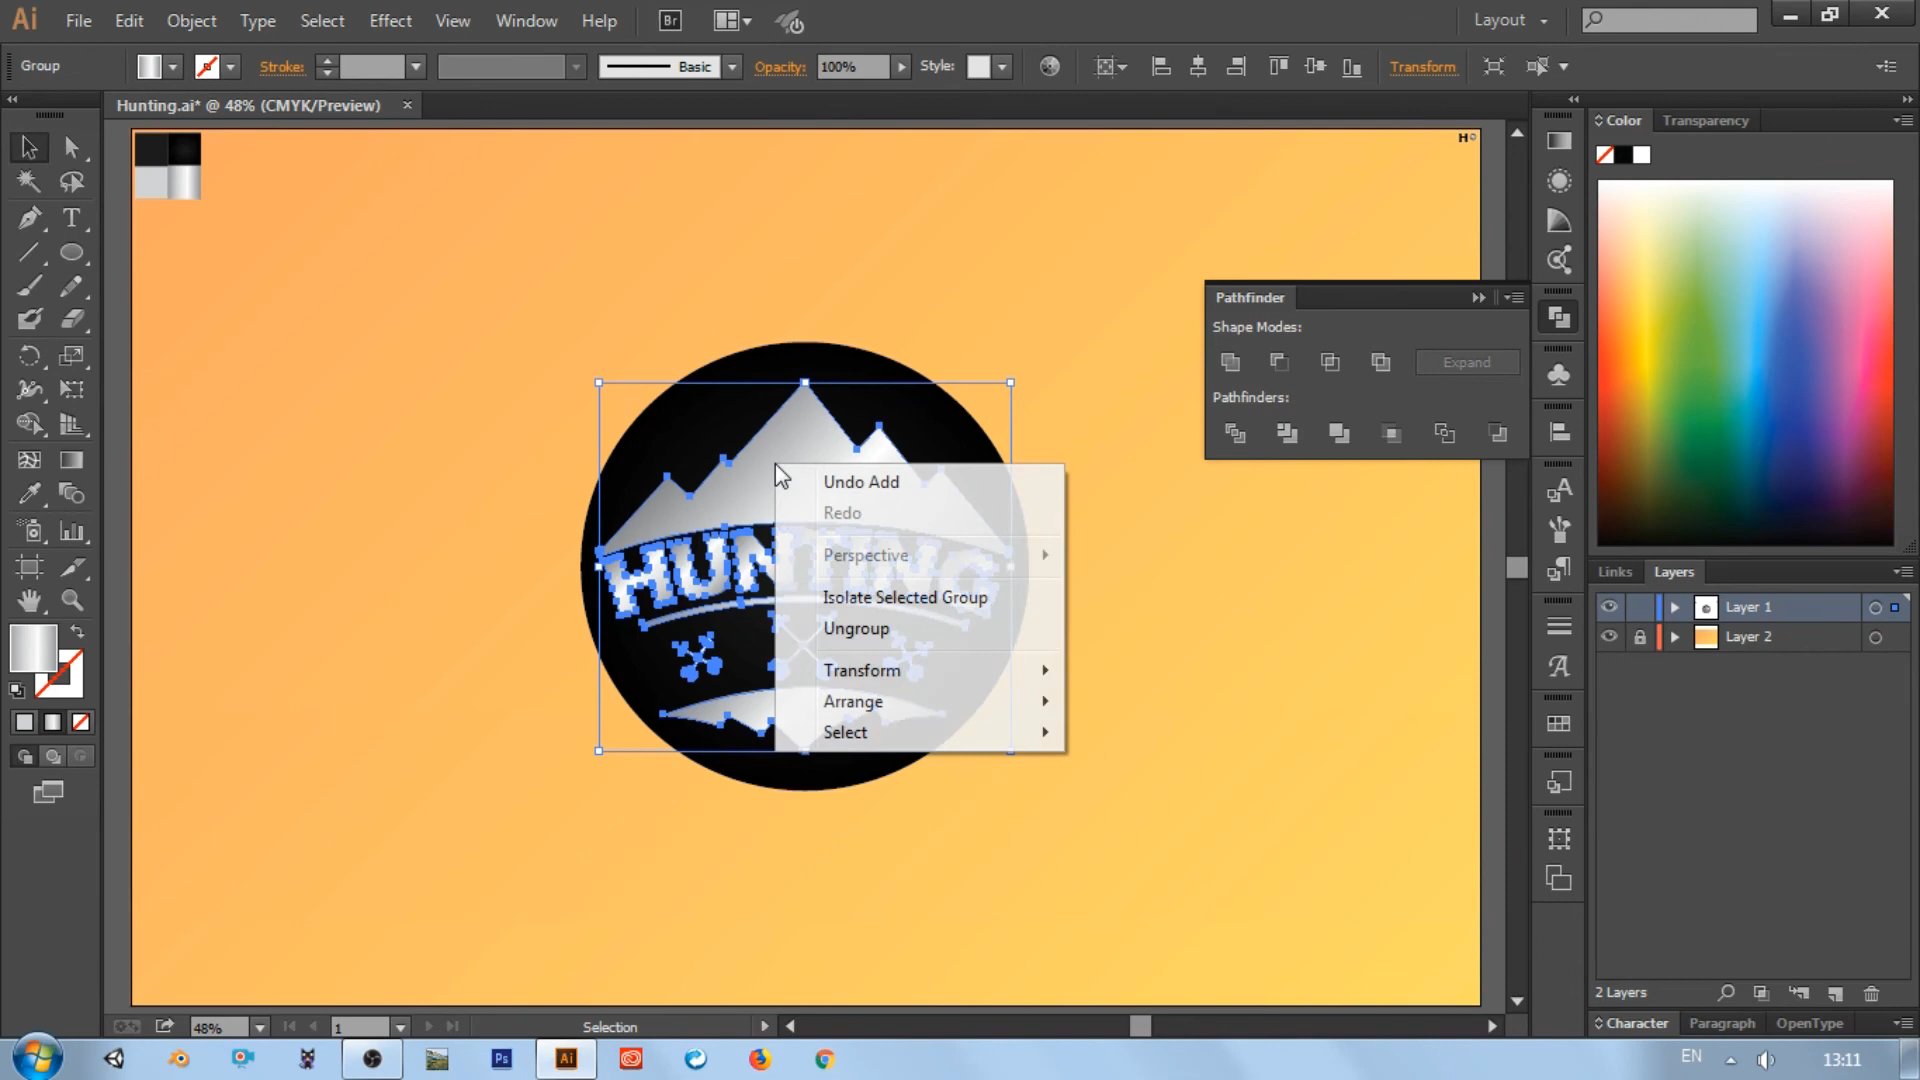 Ai File Edit Object Type Select Effect View Window Help Br Layout
Group Stroke: Basic Opacity: 100% Style: Transform
Hunting.ai* @ 48% (CMYK/Preview)
Color Transparency
H
Pathfinder
Shape Modes:
Expand
Pathfinders:
HUNTING
Undo Add
Redo
Perspective
Isolate Selected Group
Ungroup
Transform
Arrange
Select
Links Layers
Layer 1
Layer 2
2 Layers
48% 1 Selection
Character Paragraph OpenType
Ps Ai EN 13:11